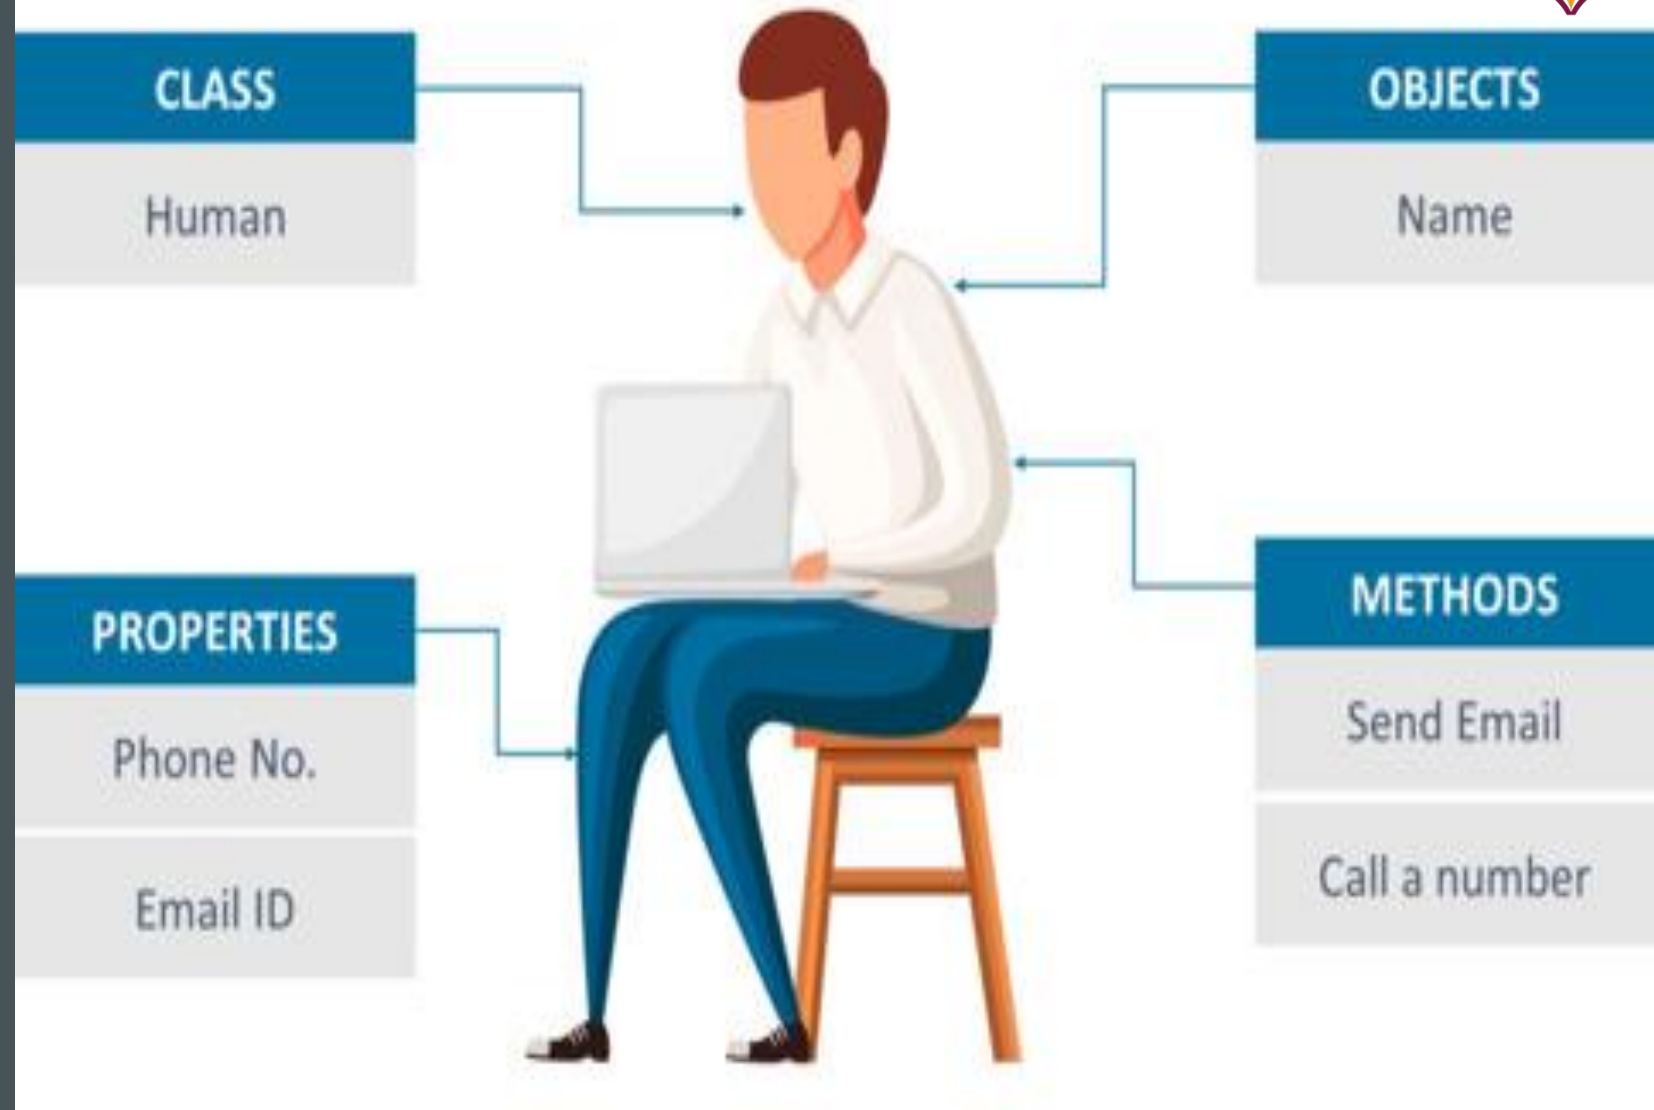 CLASS
Human
OBJECTS
Name
PROPERTIES
Phone No.
Email ID
METHODS
Send Email
Call a number